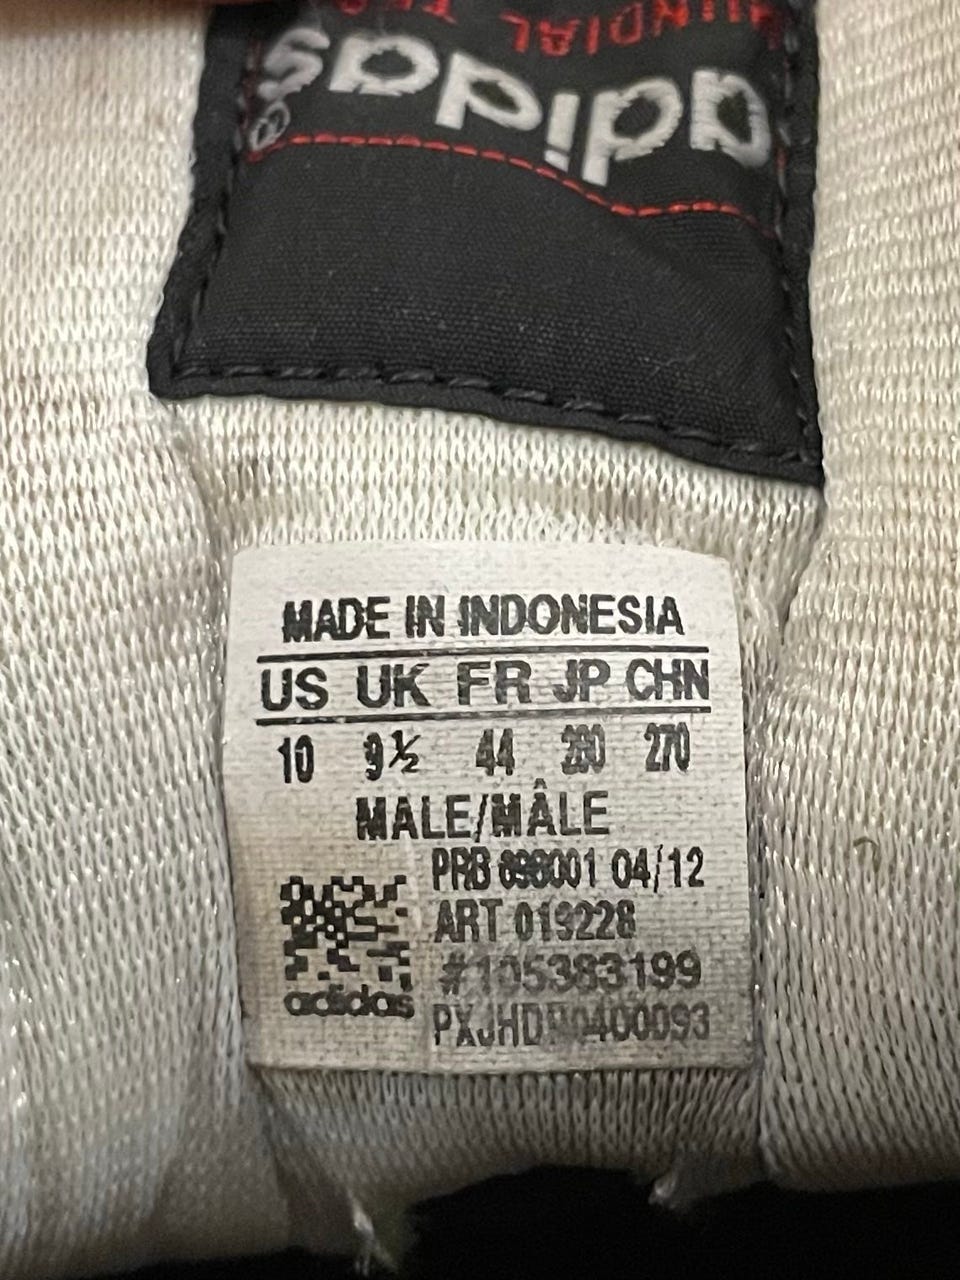 MUNDIAL
adidas®
MADE IN INDONESIA
US UK FR JP CHN
10 9½ 44 280 270
MALE/MÂLE
PRB 04/12
ART 019228
#105383199
adidas